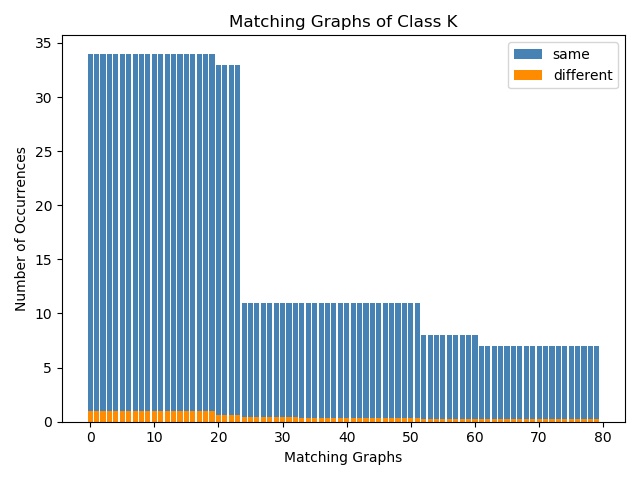 Matching Graphs of Class K
same
different
Number of Occurrences
35
30
25
20
15
10
5
0
0 10 20 30 40 50 60 70 80
Matching Graphs